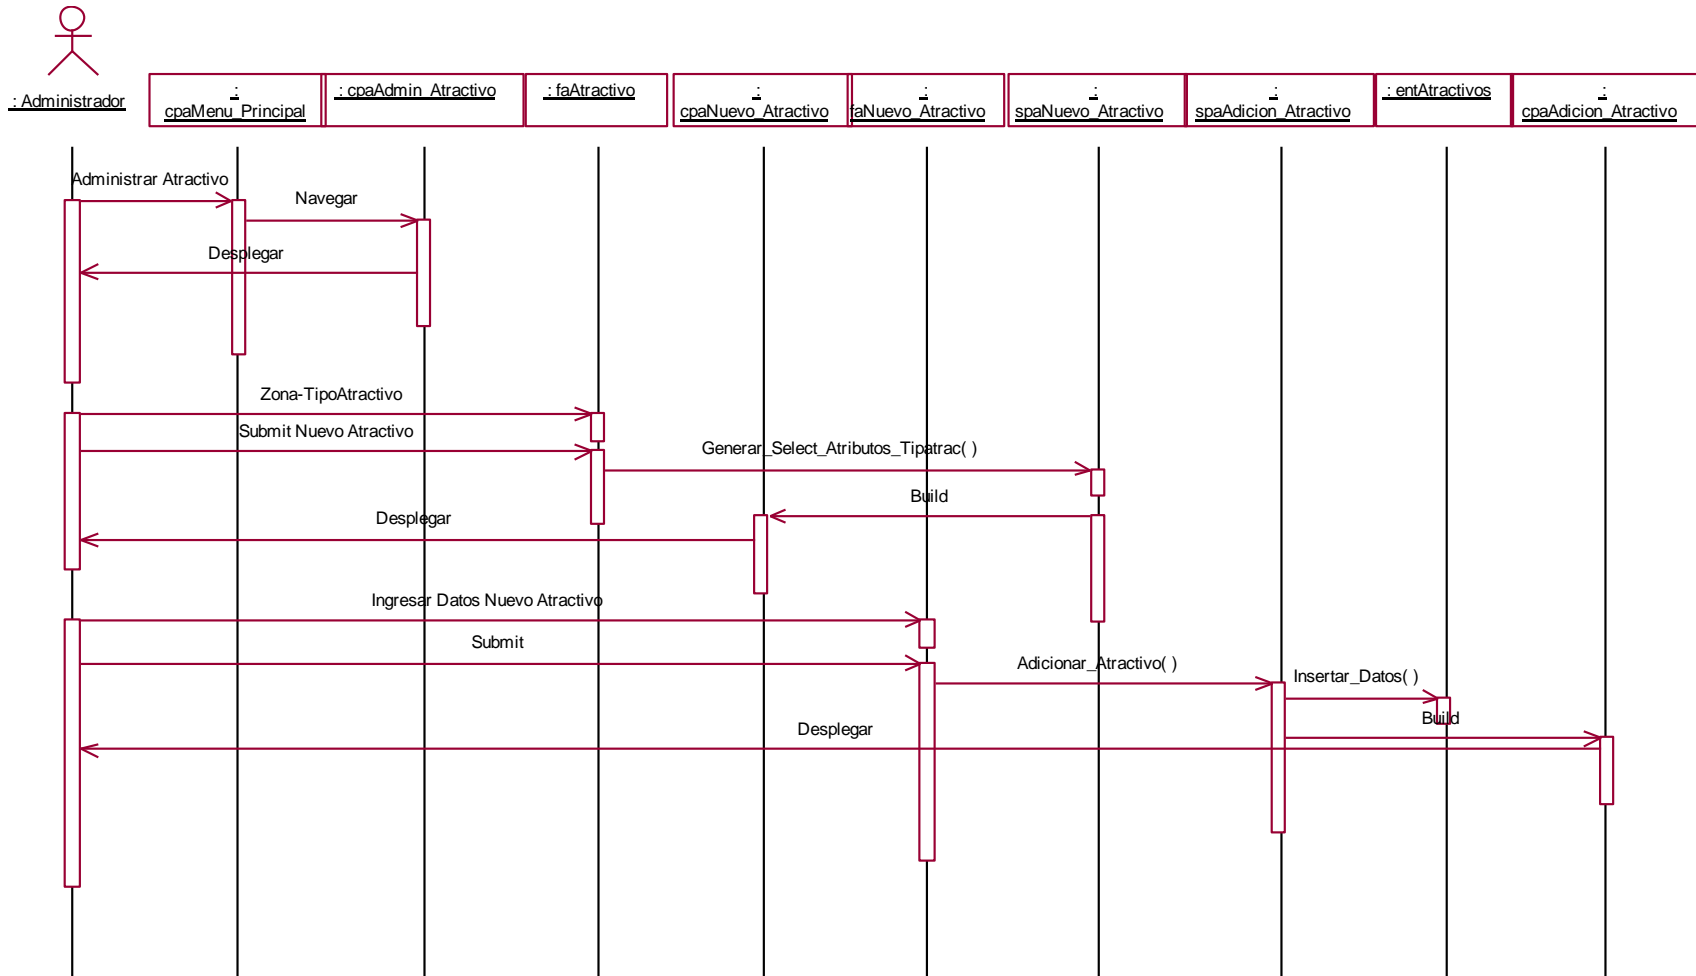 : Administrador
:
cpaMenu_Principal
: cpaAdmin_Atractivo
: faAtractivo
:
cpaNuevo_Atractivo
:
faNuevo_Atractivo
:
spaNuevo_Atractivo
:
spaAdicion_Atractivo
: entAtractivos
:
cpaAdicion_Atractivo
Administrar Atractivo
Navegar
Desplegar
Zona-TipoAtractivo
Submit Nuevo Atractivo
Generar_Select_Atributos_Tipatrac( )
Build
Desplegar
Ingresar Datos Nuevo Atractivo
Submit
Adicionar_Atractivo( )
Insertar_Datos( )
Build
Desplegar